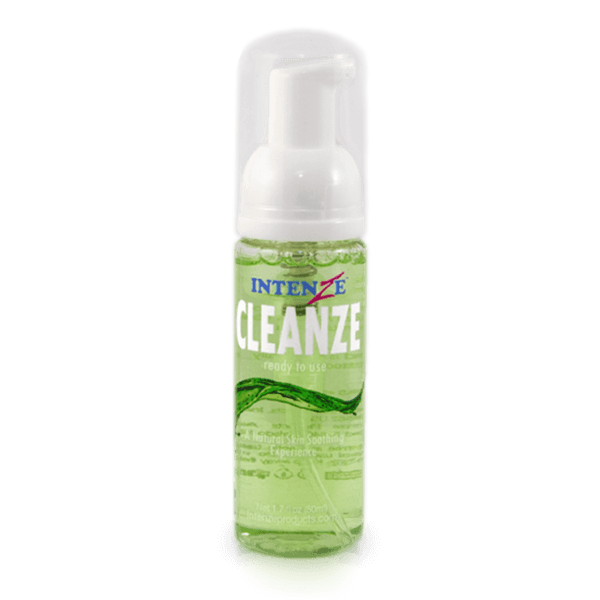 INTENZE
CLEANZE
ready to use
A Natural Skin Soothing
Experience